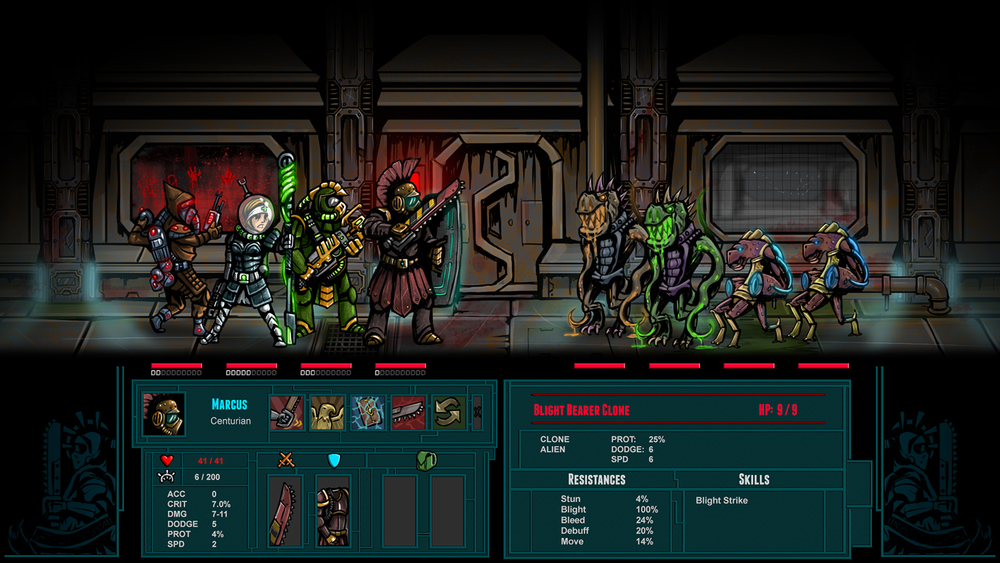 MARCUS
Centurian
41 / 41
6 / 200
ACC 0
CRIT 7.0%
DMG 7-11
DODGE 5
PROT 4%
SPD 2
BLIGHT BEARER CLONE
HP: 9 / 9
CLONE PROT: 25%
ALIEN DODGE: 6
SPD 6
RESISTANCES
Stun 4%
Blight 100%
Bleed 24%
Debuff 20%
Move 14%
SKILLS
Blight Strike